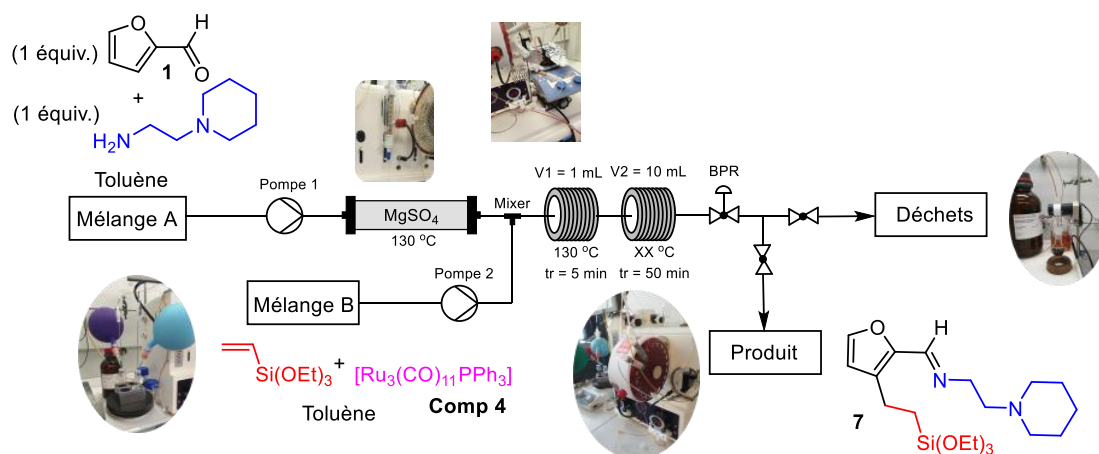 (1 équiv.)
H
O
O
1
+
(1 équiv.)
N
H₂N
Toluène
Mélange A
Pompe 1
MgSO₄
130 °C
Mixer
V1 = 1 mL
V2 = 10 mL
BPR
130 °C
XX °C
tr = 5 min
tr = 50 min
Déchets
Pompe 2
Mélange B
Produit
Si(OEt)₃
+
[Ru₃(CO)₁₁PPh₃]
Toluène
Comp 4
O
H
N
N
7
Si(OEt)₃